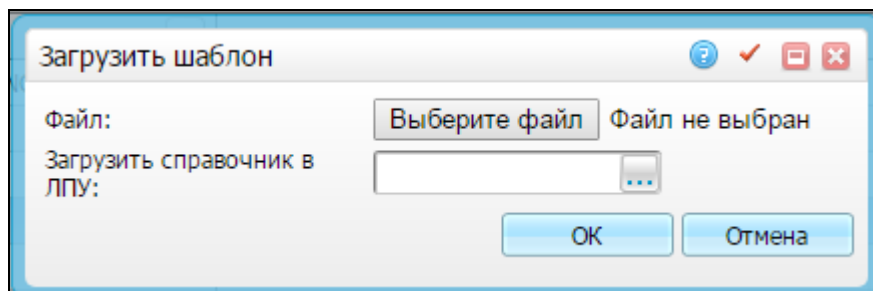 Загрузить шаблон
Файл:
Выберите файл Файл не выбран
Загрузить справочник в
ЛПУ:
...
ОК Отмена